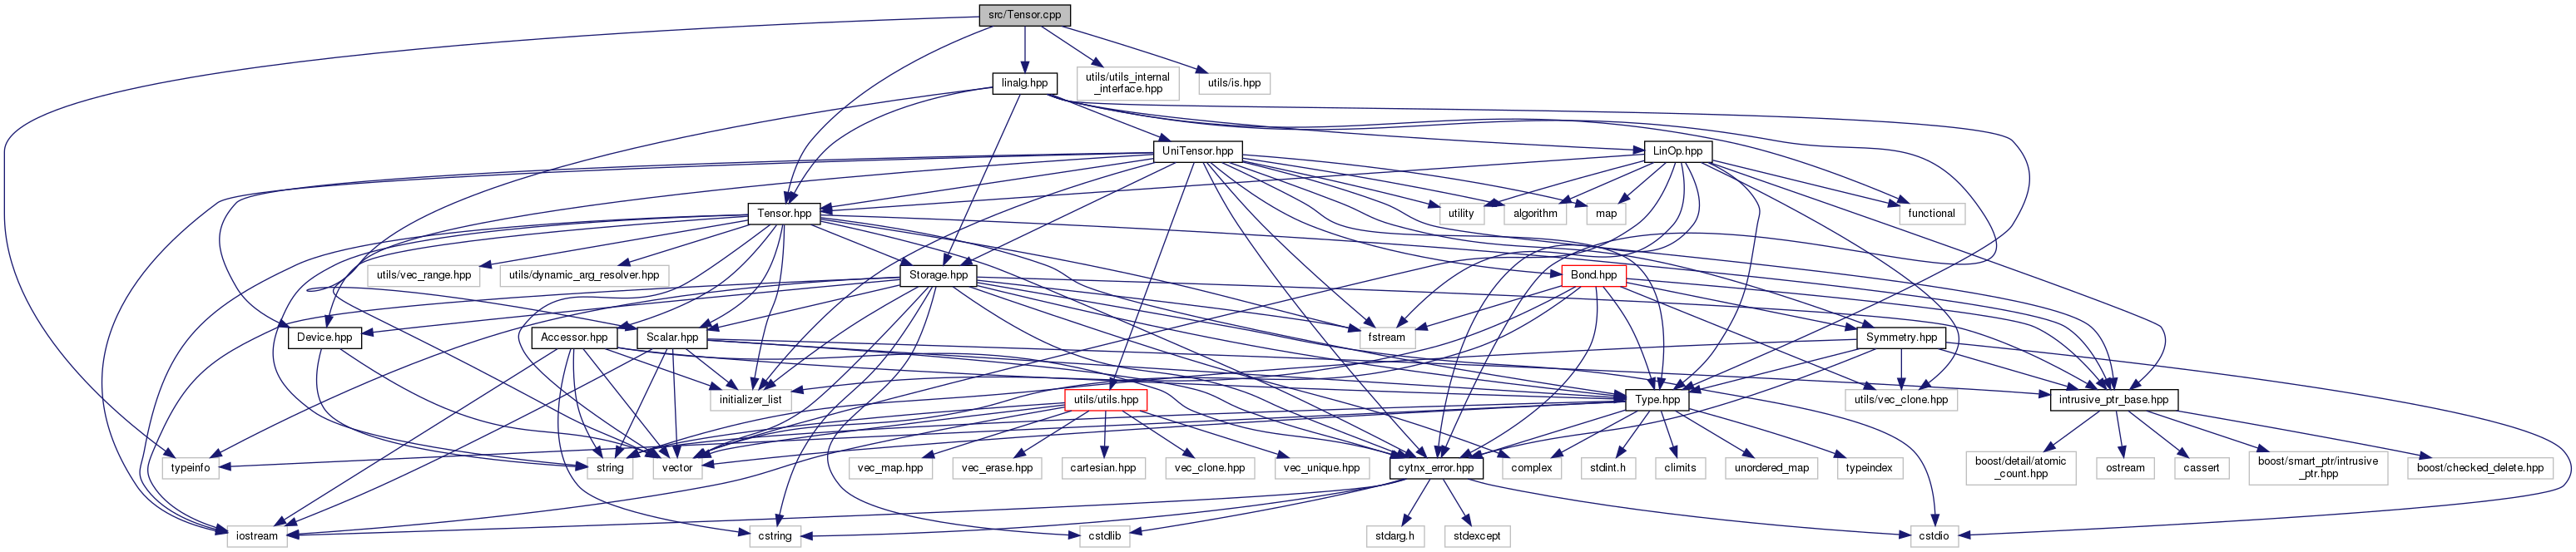 src/Tensor.cpp
linalg.hpp
utils/utils_internal
_interface.hpp
utils/is.hpp
UniTensor.hpp
LinOp.hpp
Tensor.hpp
utility
algorithm
map
functional
utils/vec_range.hpp
utils/dynamic_arg_resolver.hpp
Storage.hpp
Bond.hpp
Device.hpp
Accessor.hpp
Scalar.hpp
fstream
Symmetry.hpp
initializer_list
utils/utils.hpp
Type.hpp
utils/vec_clone.hpp
intrusive_ptr_base.hpp
typeinfo
string
vector
vec_map.hpp
vec_erase.hpp
cartesian.hpp
vec_clone.hpp
vec_unique.hpp
cytnx_error.hpp
complex
stdint.h
climits
unordered_map
typeindex
boost/detail/atomic
_count.hpp
ostream
cassert
boost/smart_ptr/intrusive
_ptr.hpp
boost/checked_delete.hpp
iostream
cstring
cstdlib
stdarg.h
stdexcept
cstdio